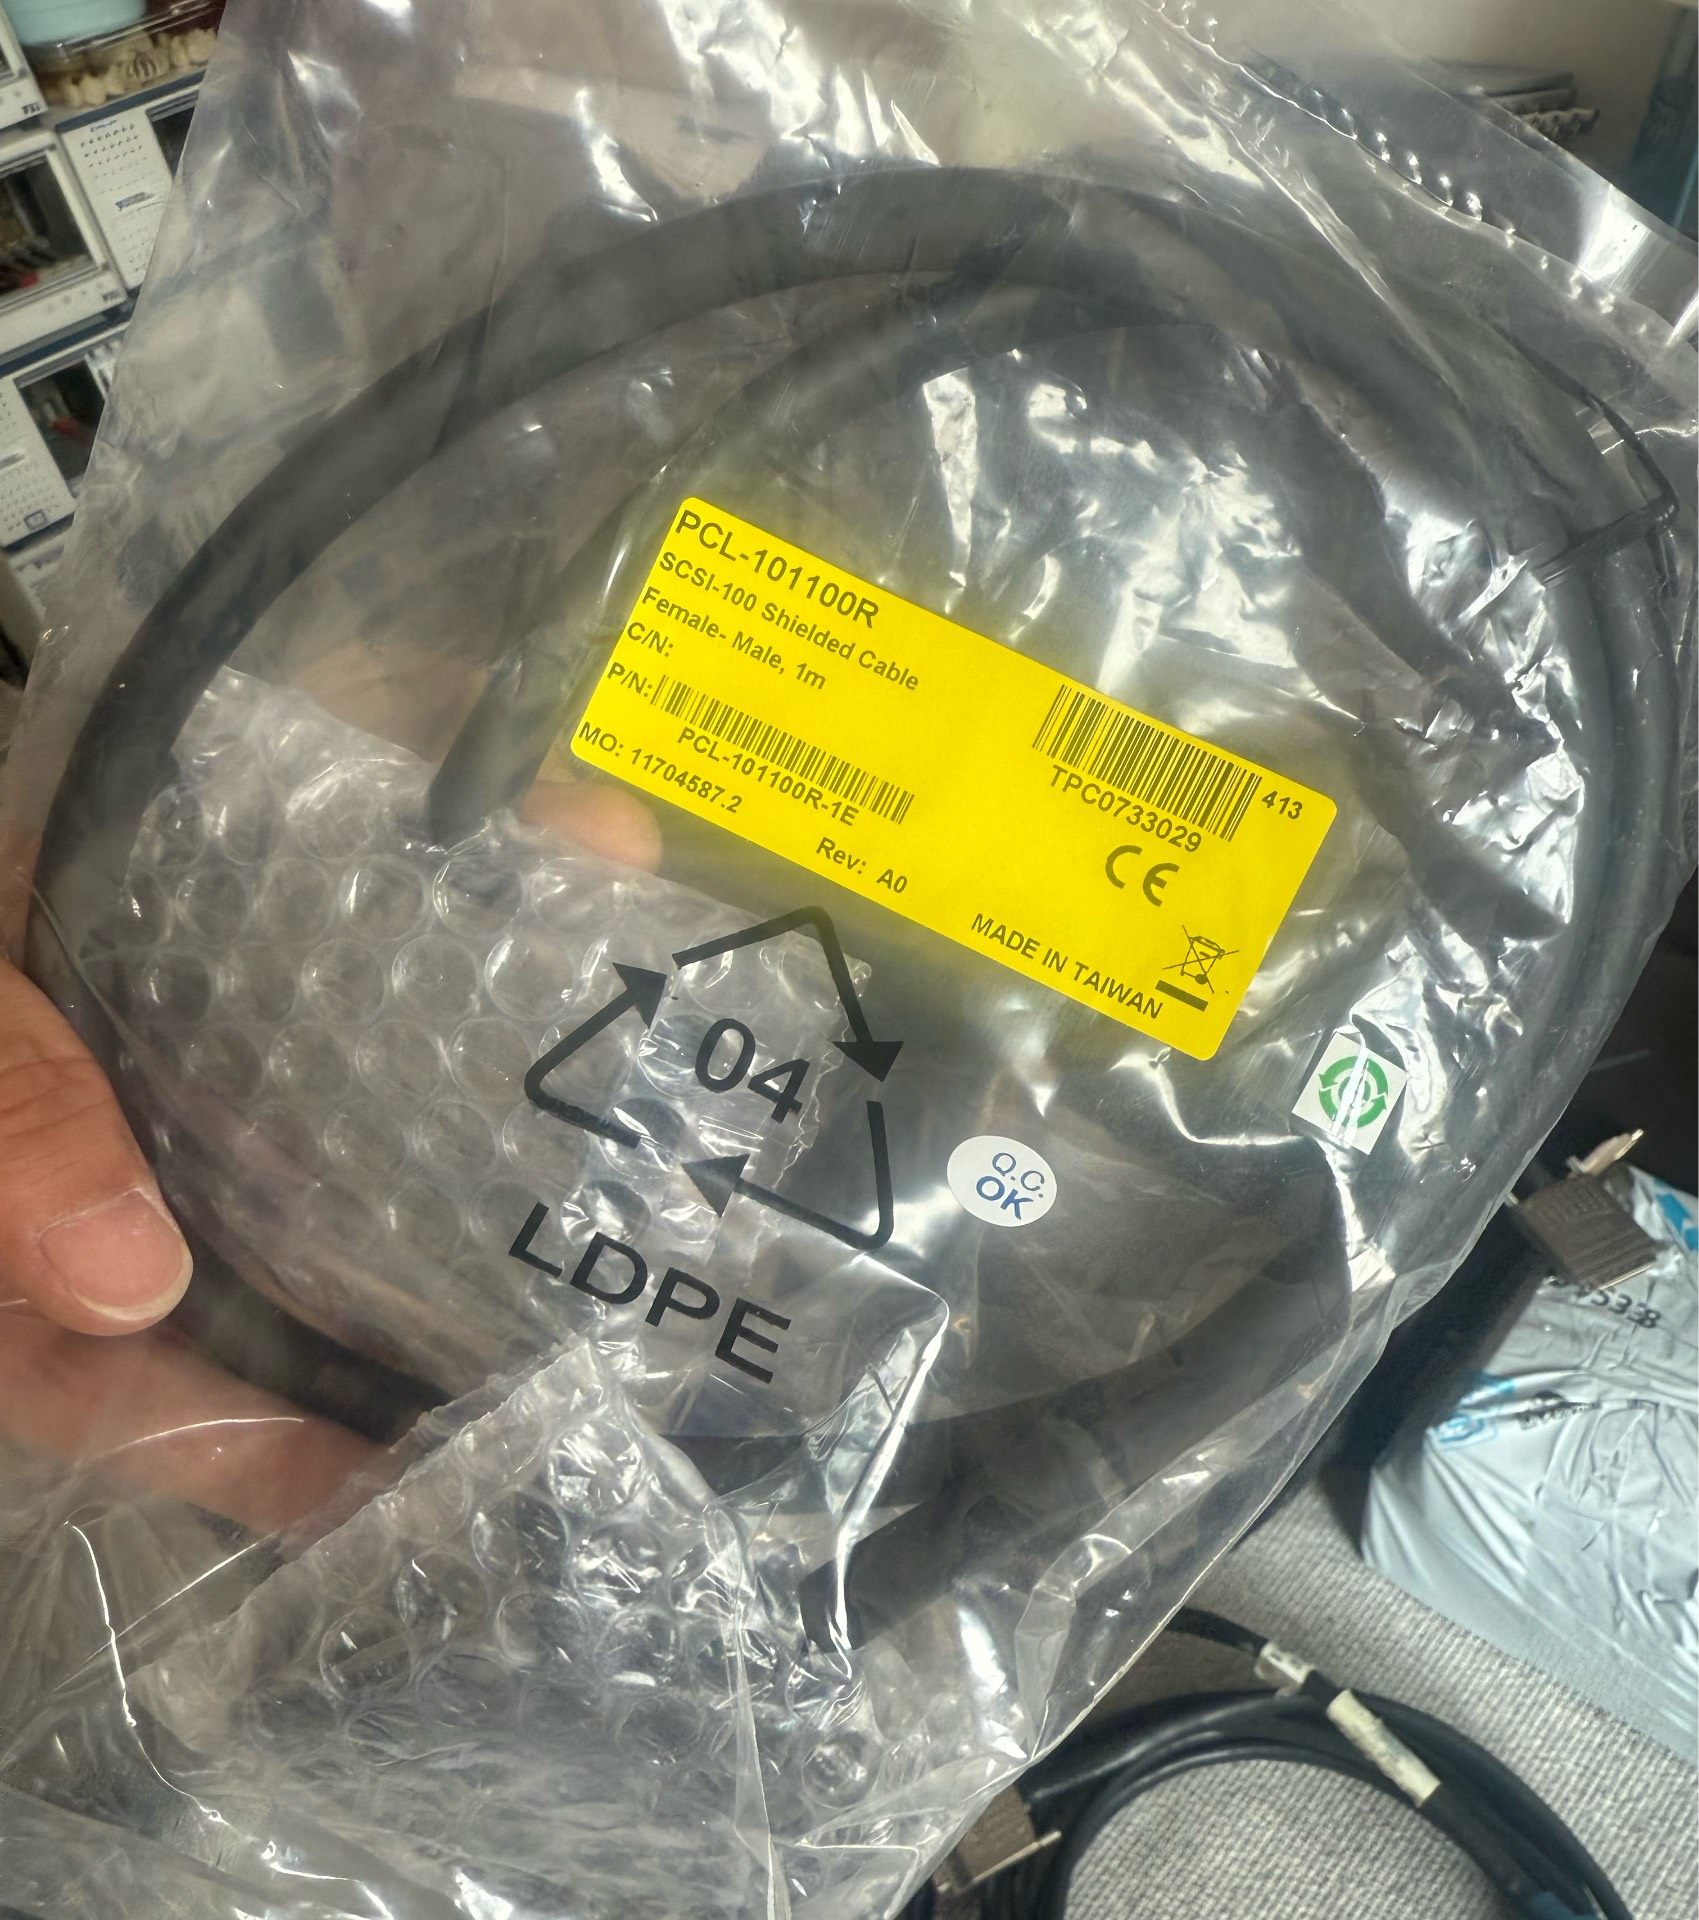 PCL-101100R
SCSI-100 Shielded Cable
Female- Male, 1m
C/N:
P/N:
PCL-101100R-1E
MO: 11704587.2
Rev: A0
413
TPC0733029
CE
MADE IN TAIWAN
04
LDPE
Q.C.
OK